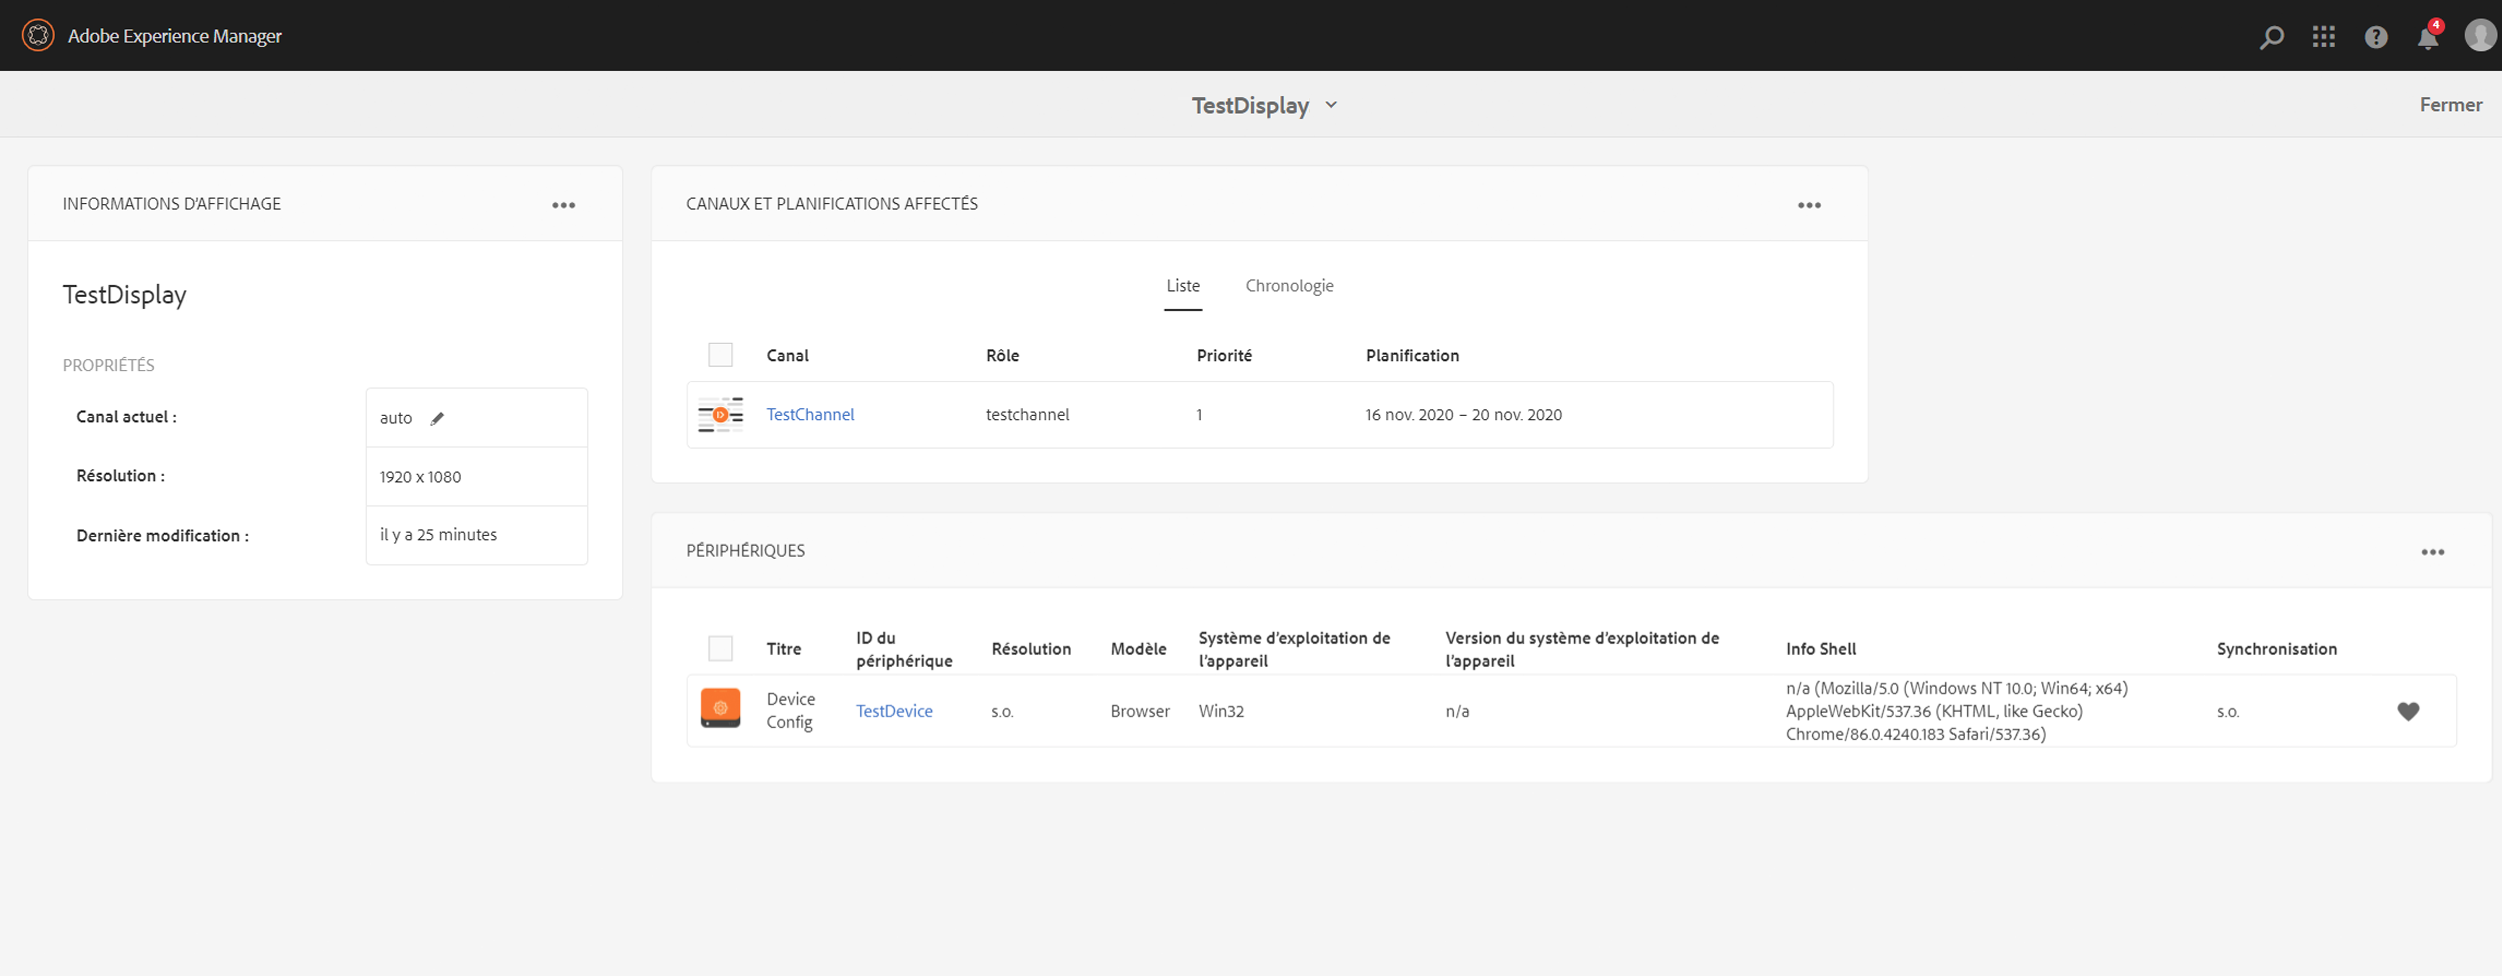 Adobe Experience Manager
4
TestDisplay
Fermer
INFORMATIONS D'AFFICHAGE
TestDisplay
PROPRIÉTÉS
Canal actuel :
auto
Résolution :
1920 x 1080
Dernière modification :
il y a 25 minutes
CANAUX ET PLANIFICATIONS AFFECTÉS
Liste
Chronologie
Canal
Rôle
Priorité
Planification
TestChannel
testchannel
1
16 nov. 2020 – 20 nov. 2020
PÉRIPHÉRIQUES
Titre
ID du
périphérique
Résolution
Modèle
Système d’exploitation de
l’appareil
Version du système d’exploitation de
l’appareil
Info Shell
Synchronisation
Device
Config
TestDevice
s.o.
Browser
Win32
n/a
n/a (Mozilla/5.0 (Windows NT 10.0; Win64; x64)
AppleWebKit/537.36 (KHTML, like Gecko)
Chrome/86.0.4240.183 Safari/537.36)
s.o.